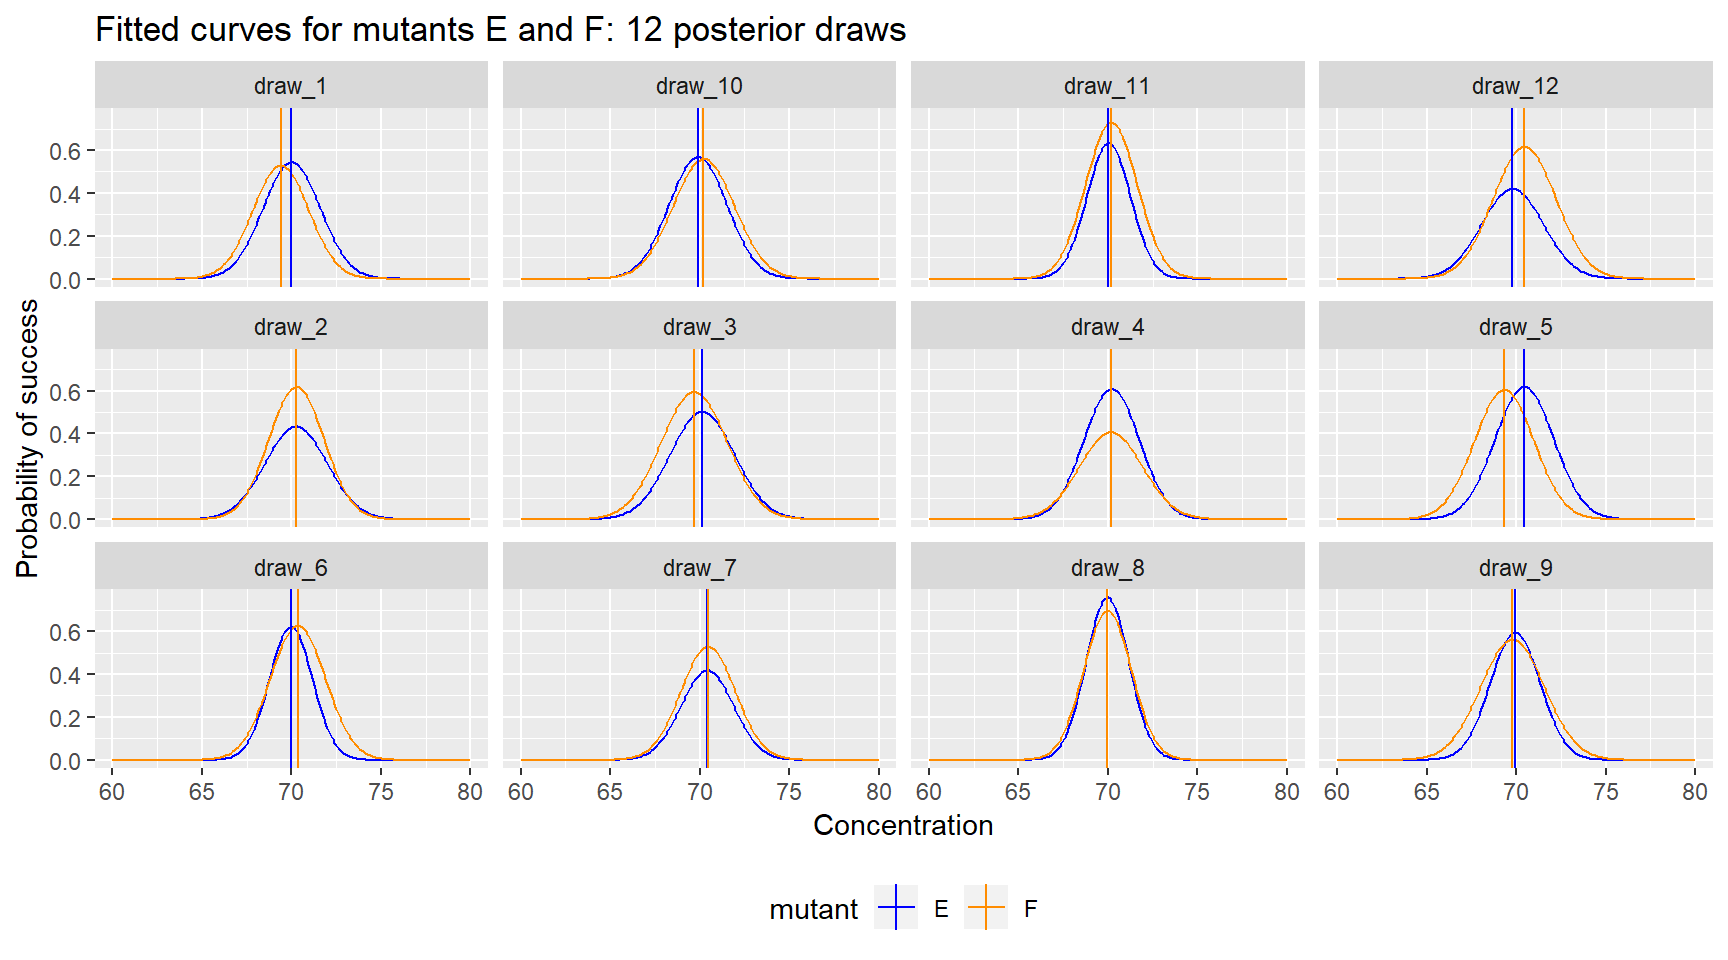 Fitted curves for mutants E and F: 12 posterior draws
draw_1 draw_10 draw_11 draw_12
0.6
0.4
0.2
0.0
draw_2 draw_3 draw_4 draw_5
0.6
0.4
0.2
0.0
draw_6 draw_7 draw_8 draw_9
0.6
0.4
0.2
0.0
60 65 70 75 80 60 65 70 75 80 60 65 70 75 80 60 65 70 75 80
Probability of success
Concentration
mutant E F